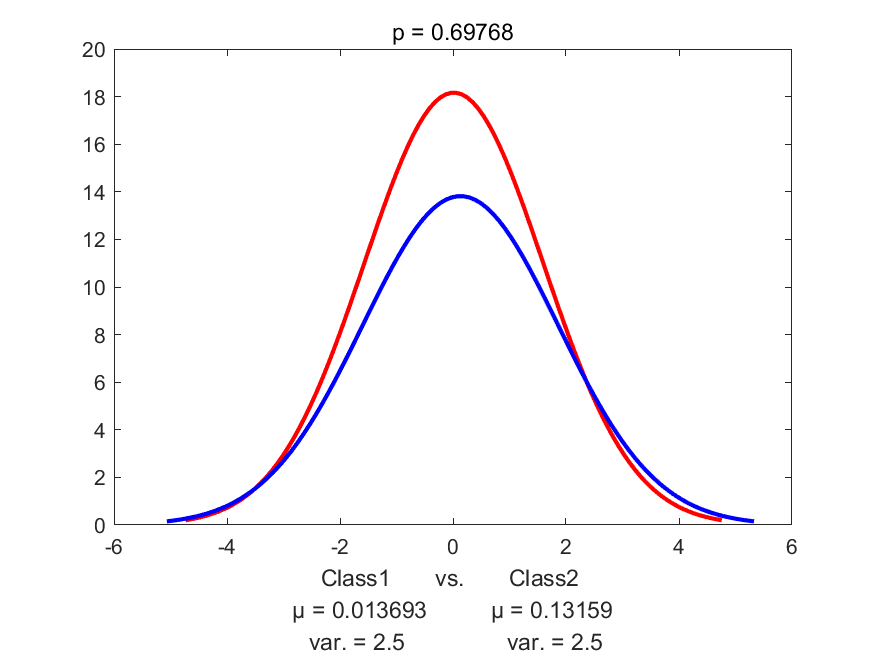 p = 0.69768
20
18
16
14
12
10
8
6
4
2
0
-6 -4 -2 0 2 4 6
Class1 vs. Class2
μ = 0.013693 μ = 0.13159
var. = 2.5 var. = 2.5